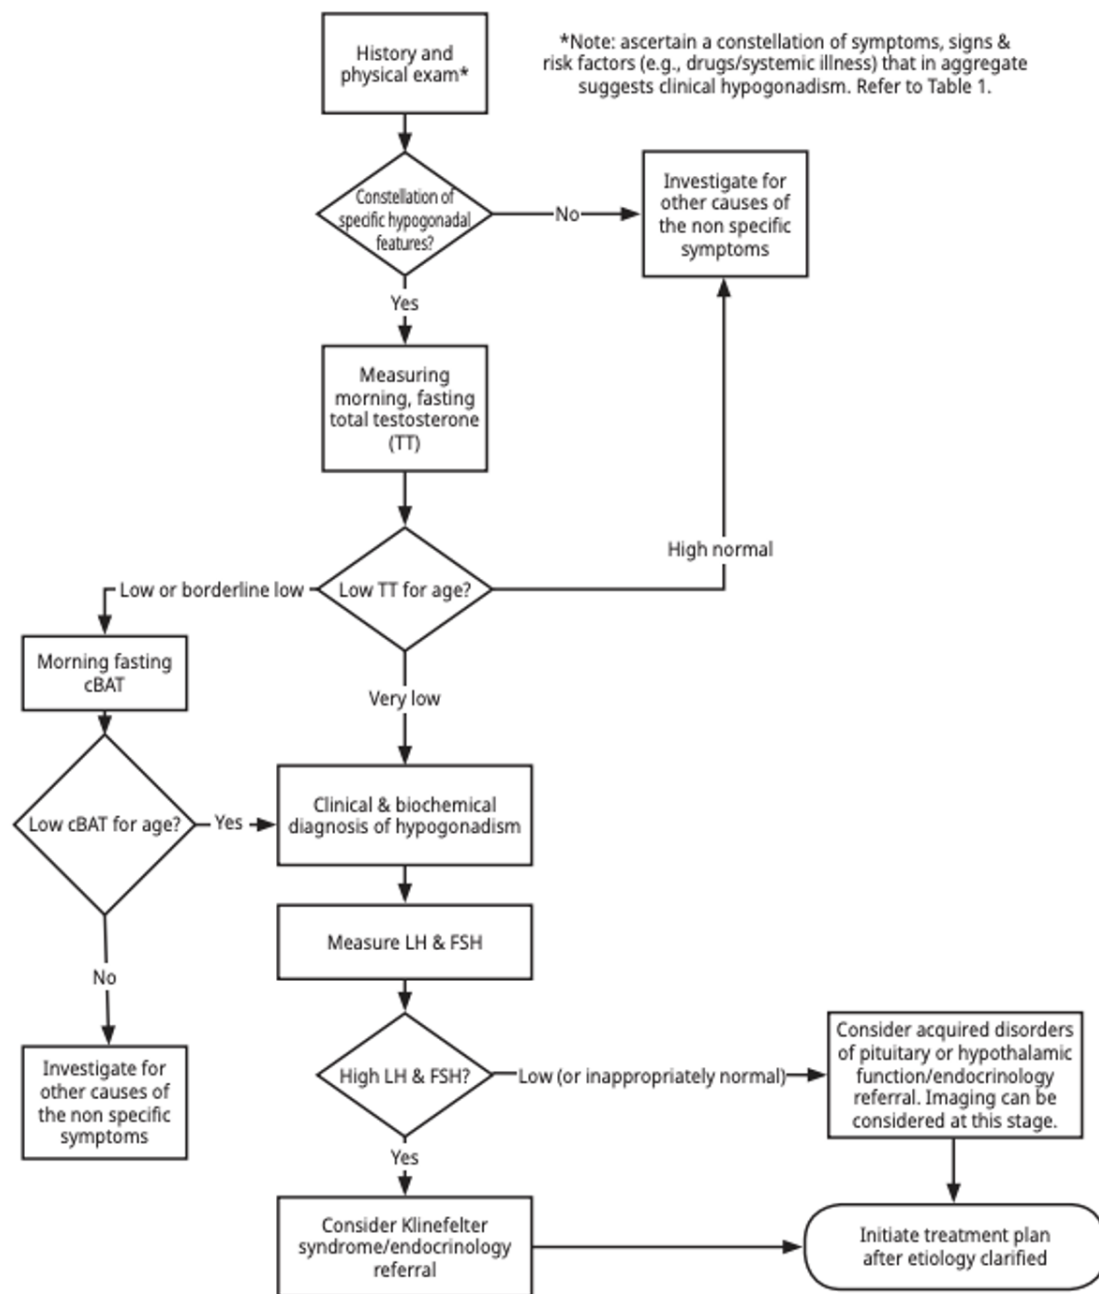 History and
physical exam*
*Note: ascertain a constellation of symptoms, signs &
risk factors (e.g., drugs/systemic illness) that in aggregate
suggests clinical hypogonadism. Refer to Table 1.
Constellation of
specific hypogonadal
features?
No
Investigate for
other causes of
the non specific
symptoms
Yes
Measuring
morning, fasting
total testosterone
(TT)
High normal
Low or borderline low
Low TT for age?
Morning fasting
cBAT
Very low
Low cBAT for age?
Yes
Clinical & biochemical
diagnosis of hypogonadism
Measure LH & FSH
No
Investigate for
other causes of
the non specific
symptoms
High LH & FSH?
Low (or inappropriately normal)
Consider acquired disorders
of pituitary or hypothalamic
function/endocrinology
referral. Imaging can be
considered at this stage.
Yes
Consider Klinefelter
syndrome/endocrinology
referral
Initiate treatment plan
after etiology clarified